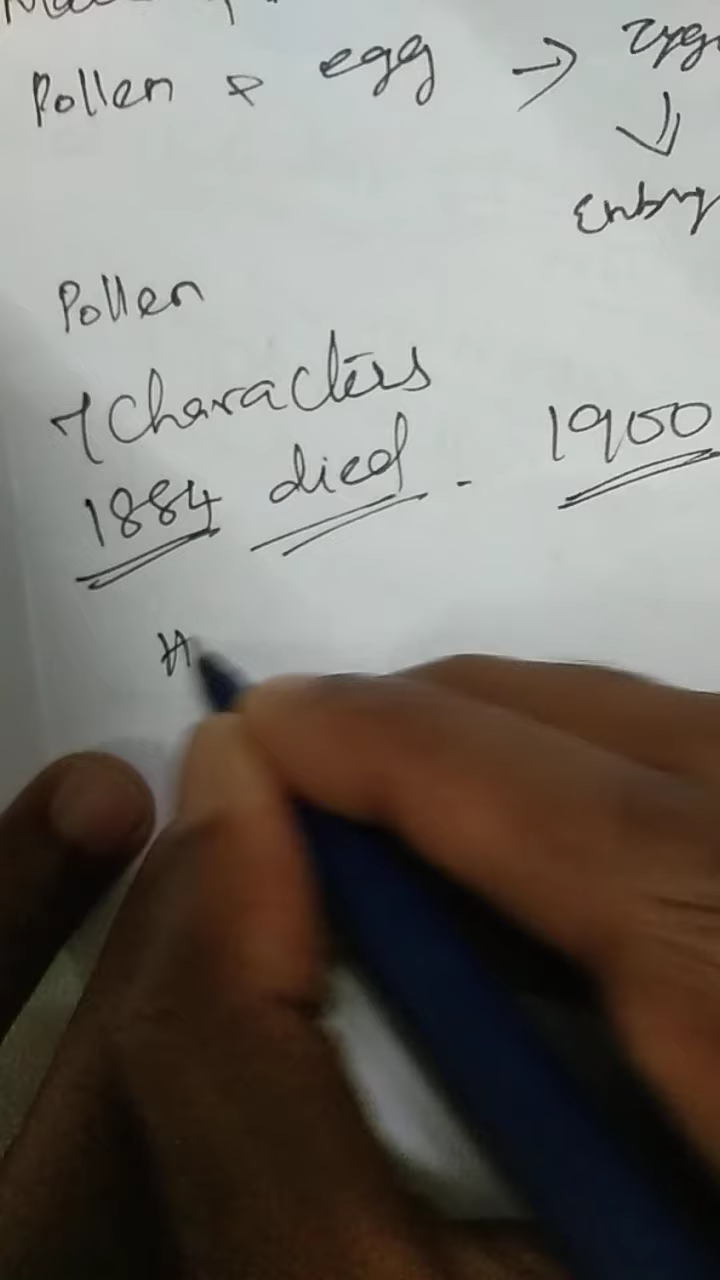 Pollen & egg → zyg
Embry
Pollen
7 Characters
1884 died - 1900
H